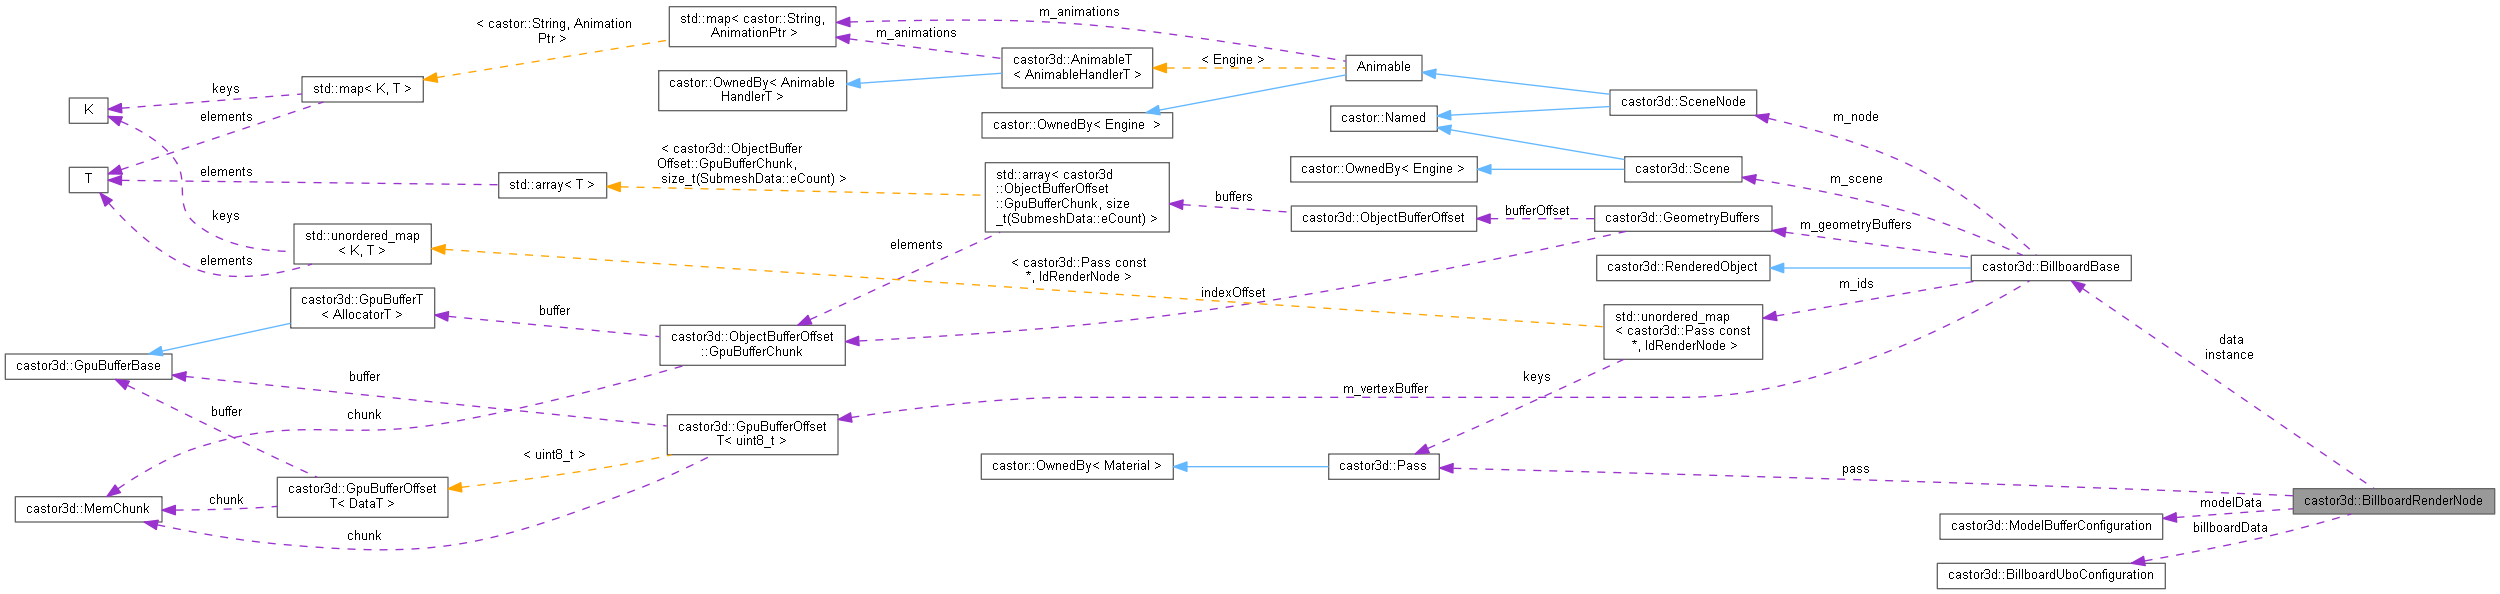 m_animations
std::map< castor::String,
AnimationPtr >
< castor::String, Animation
Ptr >
m_animations
castor3d::AnimableT
< AnimableHandlerT >
< Engine >
Animable
castor::OwnedBy< Animable
HandlerT >
std::map< K, T >
keys
K
elements
castor3d::SceneNode
castor::Named
castor::OwnedBy< Engine  >
m_node
< castor3d::ObjectBuffer
Offset::GpuBufferChunk,
size_t(SubmeshData::eCount) >
castor::OwnedBy< Engine >
castor3d::Scene
m_scene
T
elements
std::array< T >
std::array< castor3d
::ObjectBufferOffset
::GpuBufferChunk, size
_t(SubmeshData::eCount) >
buffers
castor3d::ObjectBufferOffset
bufferOffset
castor3d::GeometryBuffers
m_geometryBuffers
keys
std::unordered_map
< K, T >
elements
elements
< castor3d::Pass const
*, IdRenderNode >
castor3d::RenderedObject
castor3d::BillboardBase
m_ids
indexOffset
castor3d::GpuBufferT
< AllocatorT >
buffer
std::unordered_map
< castor3d::Pass const
*, IdRenderNode >
castor3d::ObjectBufferOffset
::GpuBufferChunk
data
instance
castor3d::GpuBufferBase
buffer
keys
m_vertexBuffer
buffer
chunk
castor3d::GpuBufferOffset
T< uint8_t >
< uint8_t >
castor::OwnedBy< Material >
castor3d::Pass
pass
castor3d::GpuBufferOffset
T< DataT >
chunk
castor3d::MemChunk
chunk
castor3d::BillboardRenderNode
modelData
castor3d::ModelBufferConfiguration
billboardData
castor3d::BillboardUboConfiguration